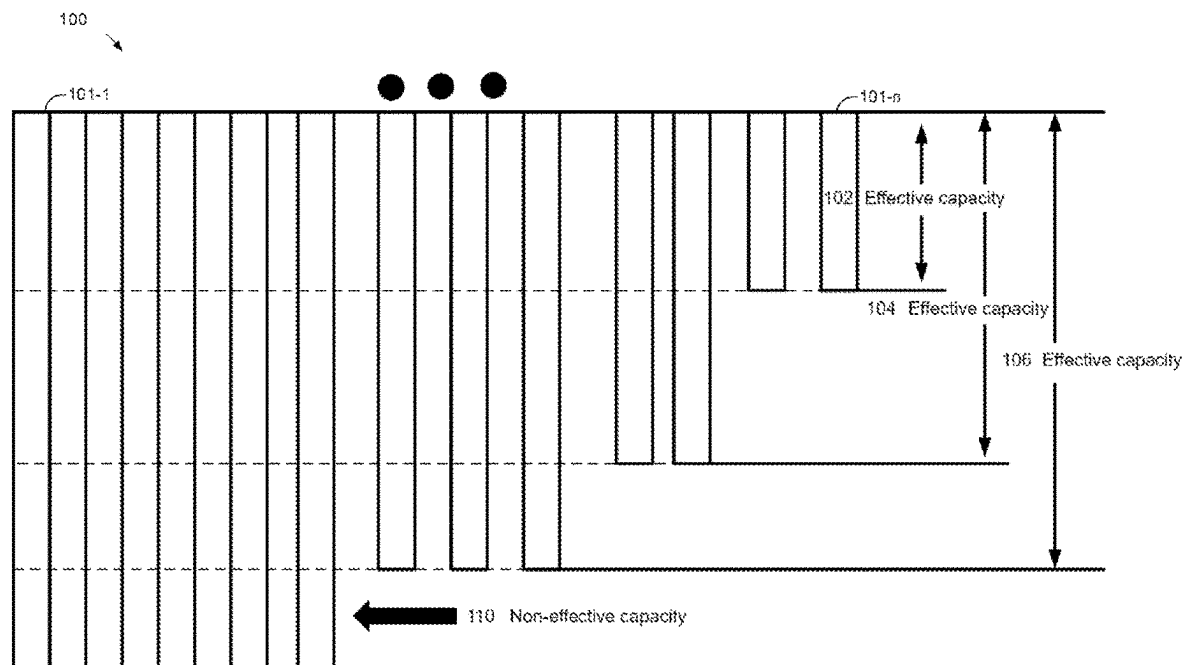 100
101-1
101-n
102 Effective capacity
104 Effective capacity
106 Effective capacity
110 Non-effective capacity